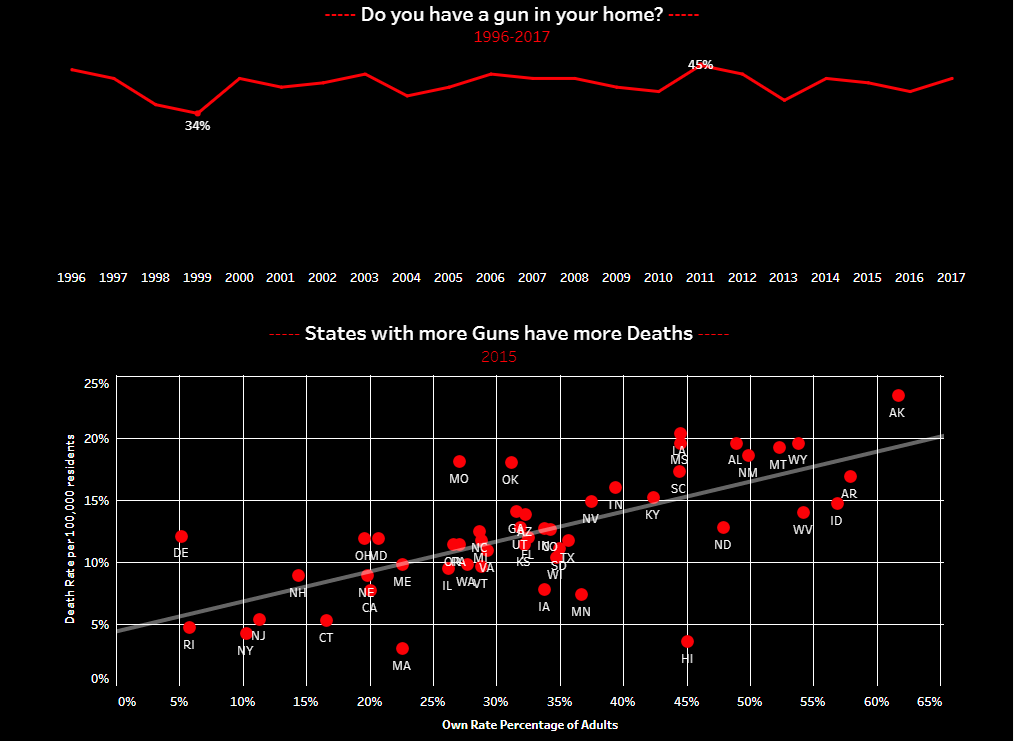 ----- Do you have a gun in your home? -----
1996-2017
45%
34%
1996 1997 1998 1999 2000 2001 2002 2003 2004 2005 2006 2007 2008 2009 2010 2011 2012 2013 2014 2015 2016 2017
----- States with more Guns have more Deaths -----
2015
Death Rate per 100,000 residents
25%
AK
20%
LA
MS AL MT WY
MO OK NM
SC AR
15%
TN
KY ID
NV WV
GA AZ
DE UT IN CO ND
OH MD NC FL TX
10% OR PA MI KS SD
VA WI
ME IL WA VT
NH NE
CA IA MN
5%
CT
NJ
RI NY
MA HI
0%
0% 5% 10% 15% 20% 25% 30% 35% 40% 45% 50% 55% 60% 65%
Own Rate Percentage of Adults